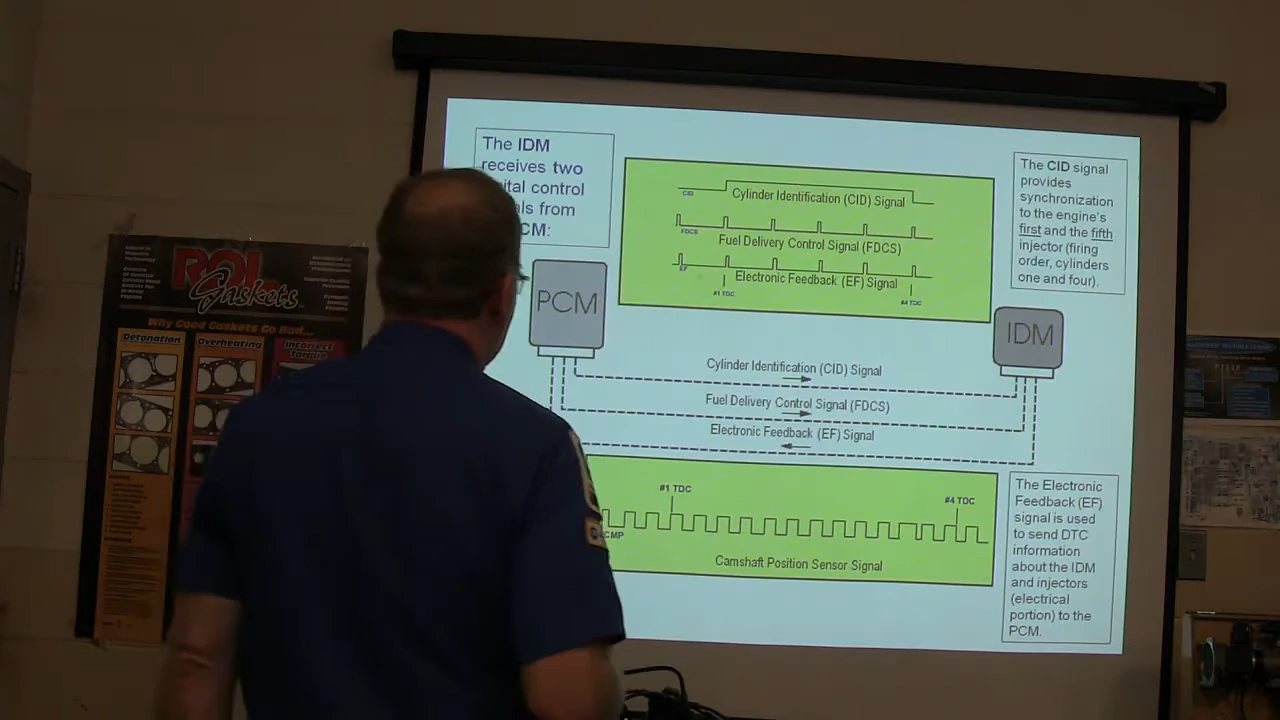 The IDM
receives two
ital control
ls from
CM:
CID
Cylinder Identification (CID) Signal
FDCS
Fuel Delivery Control Signal (FDCS)
EF
Electronic Feedback (EF) Signal
#1 TDC
#4 TDC
The CID signal
provides
synchronization
to the engine's
first and the fifth
injector (firing
order, cylinders
one and four).
PCM
IDM
Cylinder Identification (CID) Signal
Fuel Delivery Control Signal (FDCS)
Electronic Feedback (EF) Signal
#1 TDC
#4 TDC
CMP
Camshaft Position Sensor Signal
The Electronic
Feedback (EF)
signal is used
to send DTC
information
about the IDM
and injectors
(electrical
portion) to the
PCM.
ROL
Gaskets
Why Good Gaskets Go Bad...
Detonation
Overheating
Incorrect
Torque